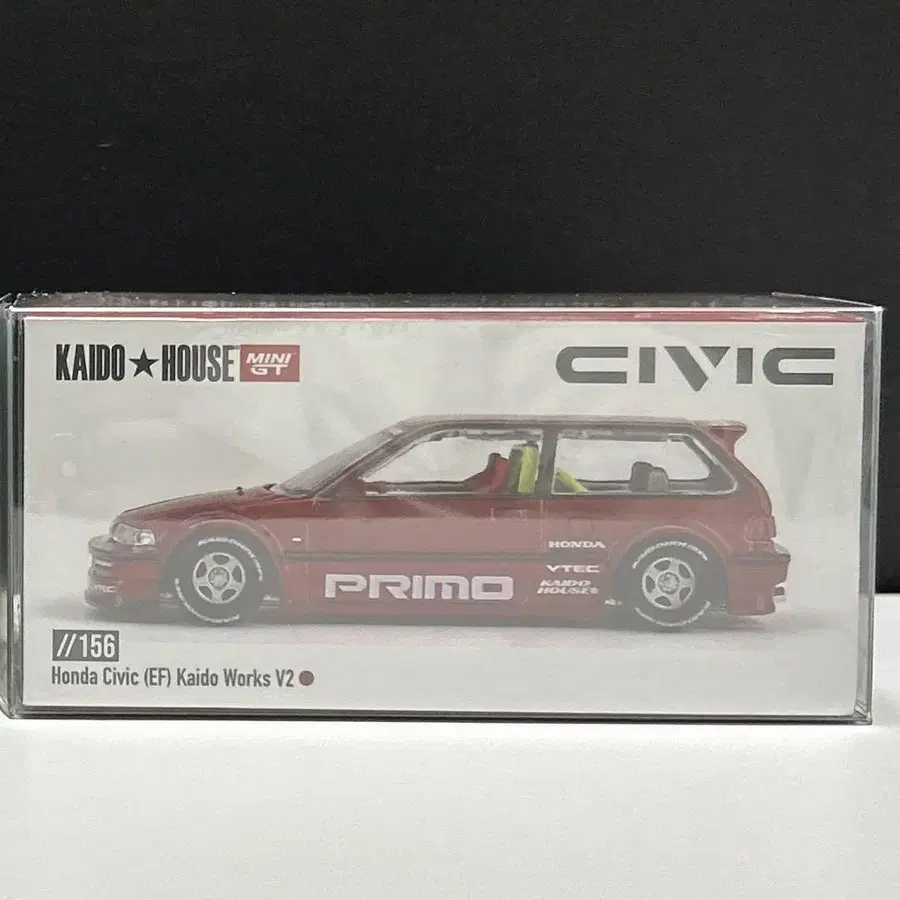 KAIDO★HOUSE MINI GT
CIVIC
HONDA
VTEC
PRIMO
KAIDO HOUSE
//156
Honda Civic (EF) Kaido Works V2